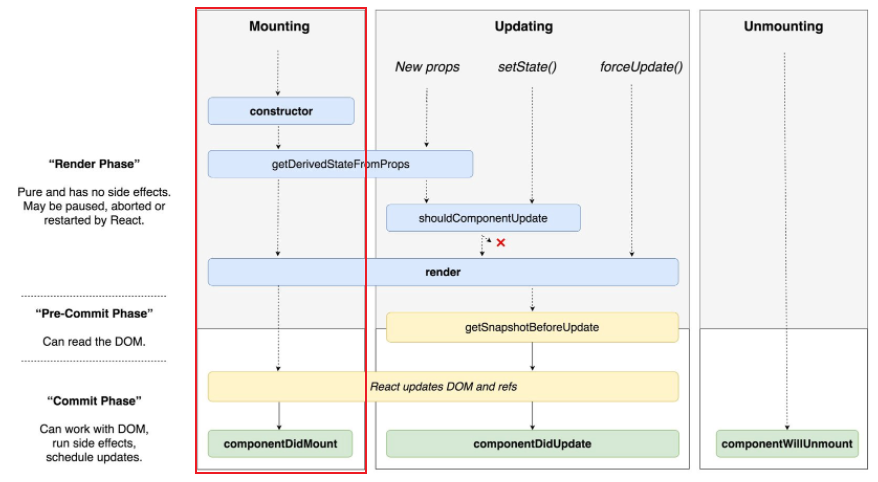 Mounting
Updating
Unmounting
New props
setState()
forceUpdate()
constructor
“Render Phase”
getDerivedStateFromProps
Pure and has no side effects.
May be paused, aborted or
restarted by React.
shouldComponentUpdate
render
“Pre-Commit Phase”
Can read the DOM.
getSnapshotBeforeUpdate
React updates DOM and refs
“Commit Phase”
Can work with DOM,
run side effects,
schedule updates.
componentDidMount
componentDidUpdate
componentWillUnmount